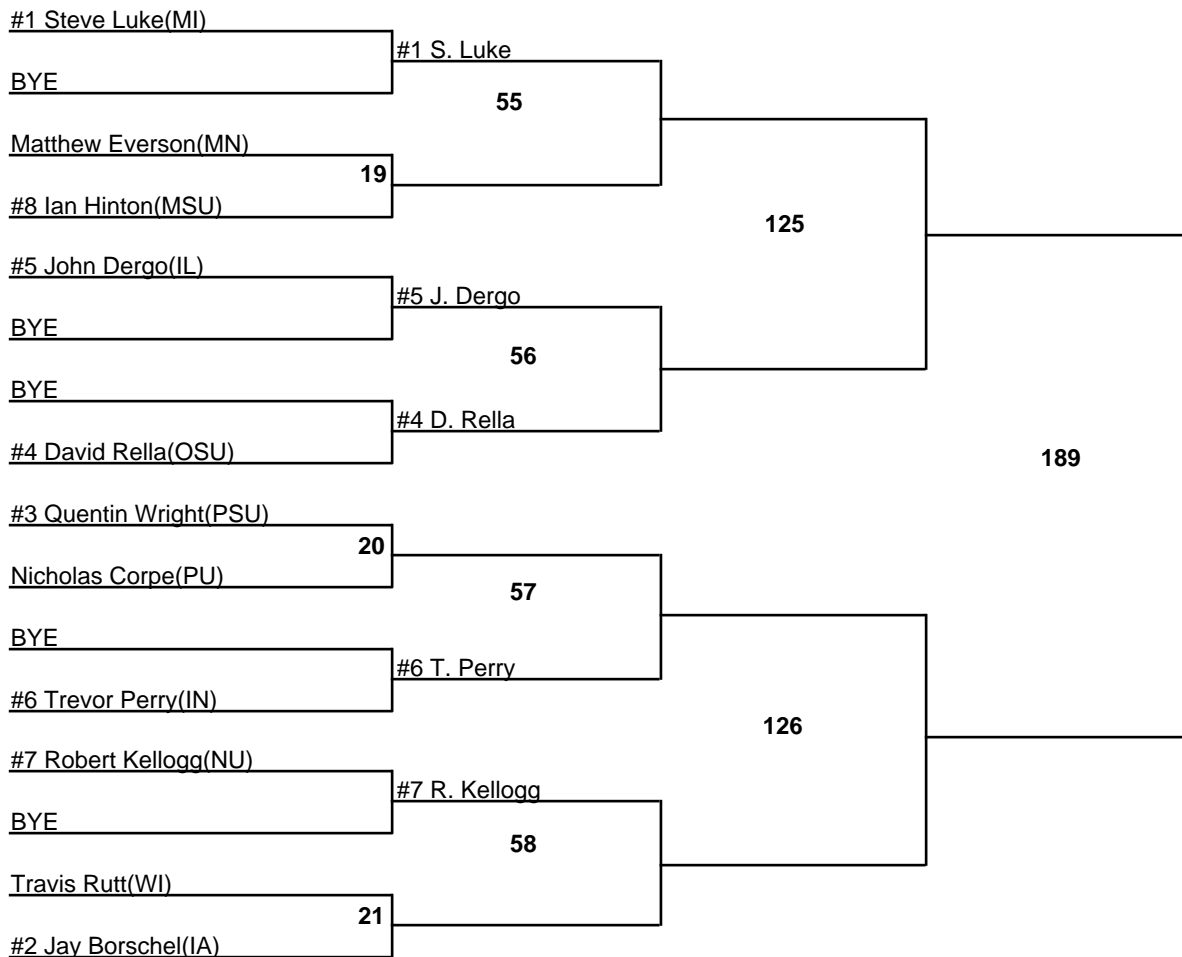 #1 Steve Luke(MI)
#1 S. Luke
BYE
55
Matthew Everson(MN)
19
#8 Ian Hinton(MSU)
125
#5 John Dergo(IL)
#5 J. Dergo
BYE
56
BYE
#4 D. Rella
#4 David Rella(OSU)
189
#3 Quentin Wright(PSU)
20
Nicholas Corpe(PU)
57
BYE
#6 T. Perry
#6 Trevor Perry(IN)
126
#7 Robert Kellogg(NU)
#7 R. Kellogg
BYE
58
Travis Rutt(WI)
21
#2 Jay Borschel(IA)